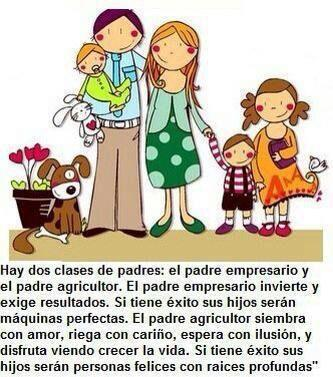 AM
Hay dos clases de padres: el padre empresario y
el padre agricultor. El padre empresario invierte y
exige resultados. Si tiene éxito sus hijos serán
máquinas perfectas. El padre agricultor siembra
con amor, riega con cariño, espera con ilusión, y
disfruta viendo crecer la vida. Si tiene éxito sus
hijos serán personas felices con raices profundas"